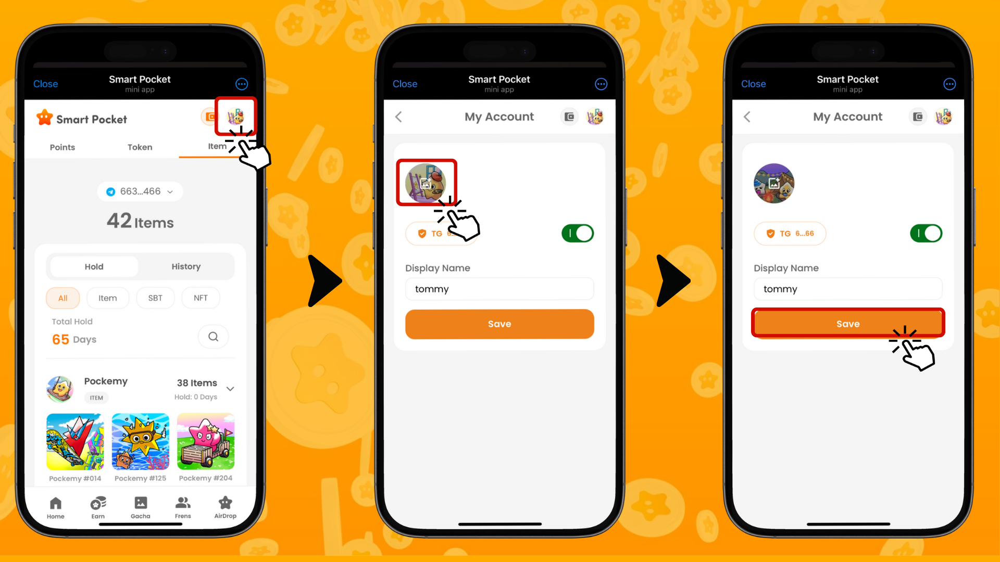 Close
Smart Pocket
mini app
Smart Pocket
Points Token Item
663...466
42 Items
Hold History
All Item SBT NFT
Total Hold
65 Days
Pockemy 38 Items
ITEM Hold: 0 Days
Pockemy #014 Pockemy #125 Pockemy #204
Home Earn Gacha Frens AirDrop
Close
Smart Pocket
mini app
My Account
TG
Display Name
tommy
Save
Close
Smart Pocket
mini app
My Account
TG 6...66
Display Name
tommy
Save